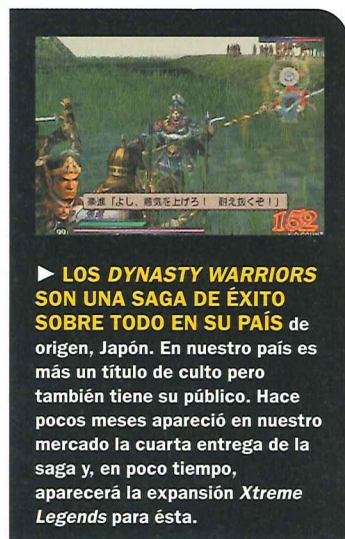 「よし、意気を上げろ! 耐え抜くぞ!」
152
► LOS DYNASTY WARRIORS
SON UNA SAGA DE ÉXITO
SOBRE TODO EN SU PAÍS de
origen, Japón. En nuestro país es
más un título de culto pero
también tiene su público. Hace
pocos meses apareció en nuestro
mercado la cuarta entrega de la
saga y, en poco tiempo,
aparecerá la expansión Xtreme
Legends para ésta.